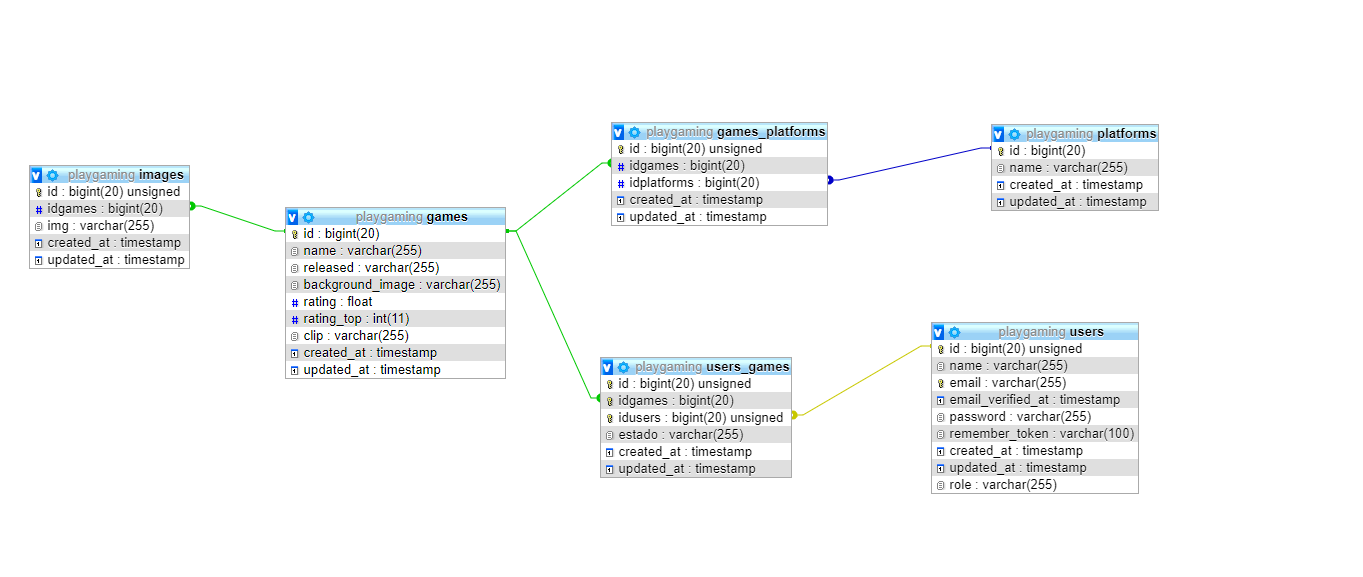 playgaming images
id : bigint(20) unsigned
idgames : bigint(20)
img : varchar(255)
created_at : timestamp
updated_at : timestamp
playgaming games
id : bigint(20)
name : varchar(255)
released : varchar(255)
background_image : varchar(255)
rating : float
rating_top : int(11)
clip : varchar(255)
created_at : timestamp
updated_at : timestamp
playgaming games_platforms
id : bigint(20) unsigned
idgames : bigint(20)
idplatforms : bigint(20)
created_at : timestamp
updated_at : timestamp
playgaming platforms
id : bigint(20)
name : varchar(255)
created_at : timestamp
updated_at : timestamp
playgaming users_games
id : bigint(20) unsigned
idgames : bigint(20)
idusers : bigint(20) unsigned
estado : varchar(255)
created_at : timestamp
updated_at : timestamp
playgaming users
id : bigint(20) unsigned
name : varchar(255)
email : varchar(255)
email_verified_at : timestamp
password : varchar(255)
remember_token : varchar(100)
created_at : timestamp
updated_at : timestamp
role : varchar(255)